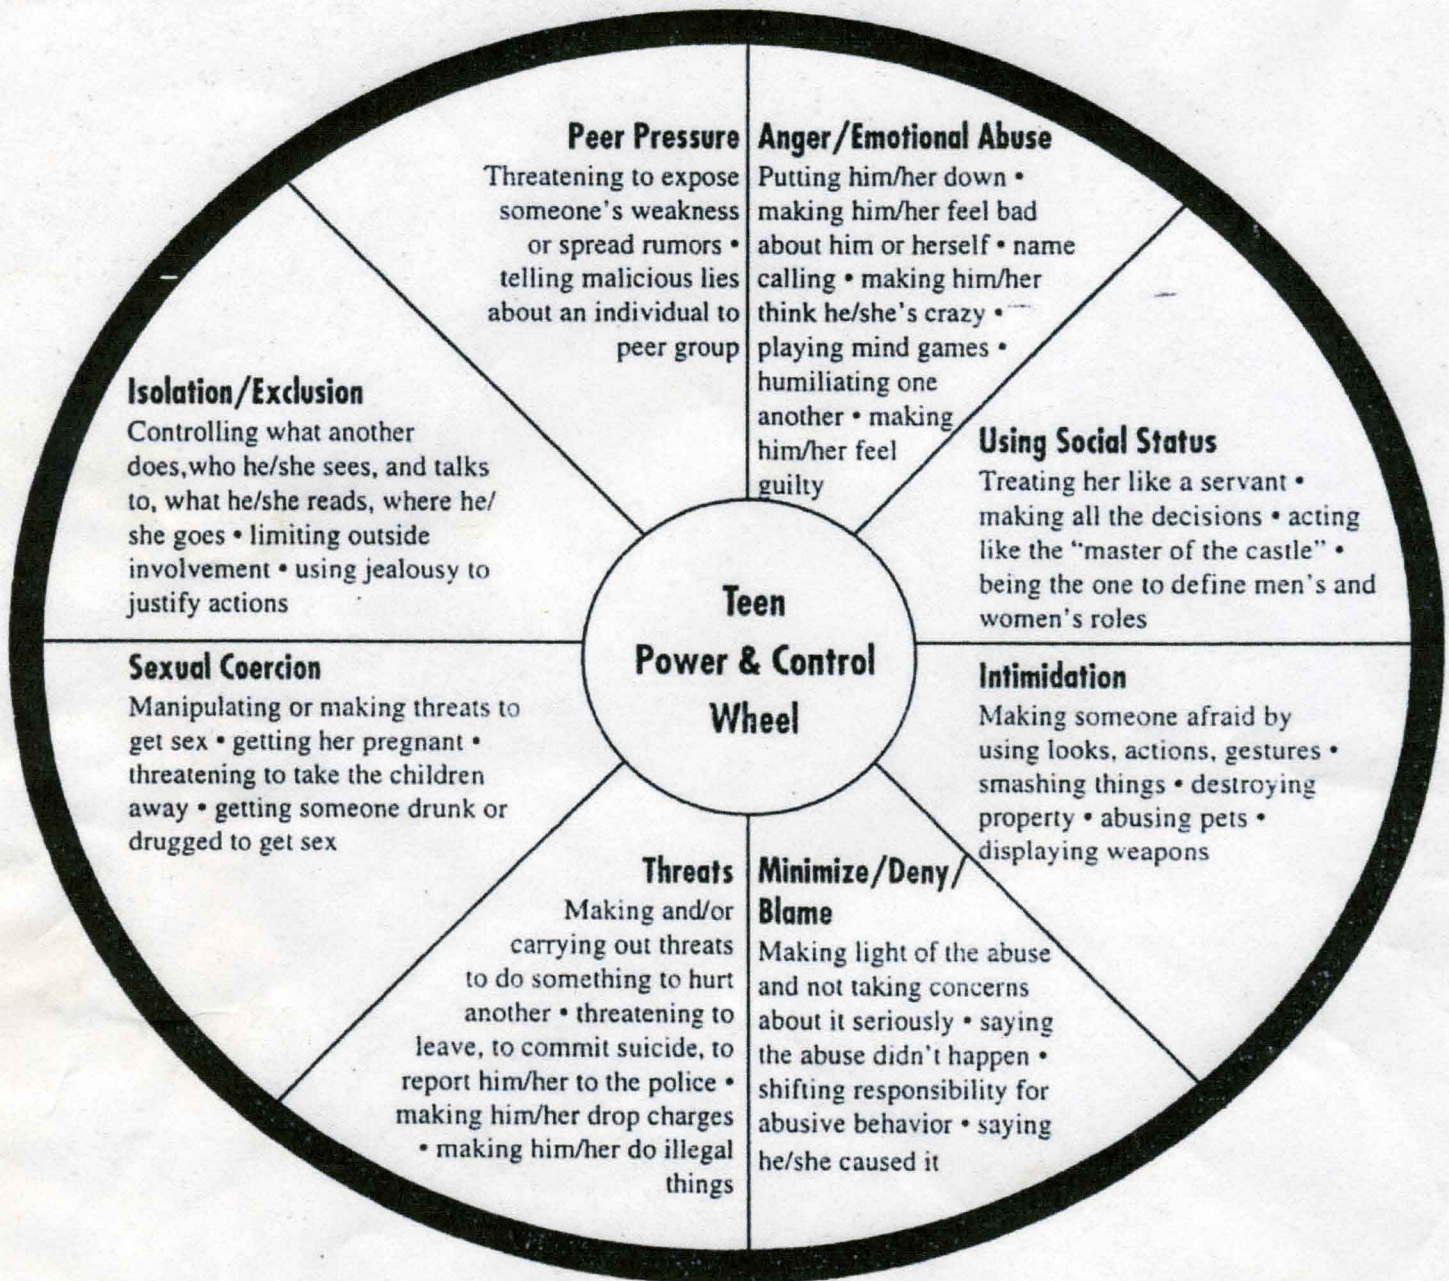 Peer Pressure
Threatening to expose
someone's weakness
or spread rumors •
telling malicious lies
about an individual to
peer group
Anger/Emotional Abuse
Putting him/her down •
making him/her feel bad
about him or herself • name
calling • making him/her
think he/she's crazy •
playing mind games •
humiliating one
another • making
him/her feel
guilty
Isolation/Exclusion
Controlling what another
does,who he/she sees, and talks
to, what he/she reads, where he/
she goes • limiting outside
involvement • using jealousy to
justify actions
Using Social Status
Treating her like a servant •
making all the decisions • acting
like the "master of the castle" •
being the one to define men's and
women's roles
Teen
Power & Control
Wheel
Sexual Coercion
Manipulating or making threats to
get sex • getting her pregnant •
threatening to take the children
away • getting someone drunk or
drugged to get sex
Intimidation
Making someone afraid by
using looks, actions, gestures •
smashing things • destroying
property • abusing pets •
displaying weapons
Threats
Making and/or
carrying out threats
to do something to hurt
another • threatening to
leave, to commit suicide, to
report him/her to the police •
making him/her drop charges
• making him/her do illegal
things
Minimize/Deny/
Blame
Making light of the abuse
and not taking concerns
about it seriously • saying
the abuse didn't happen •
shifting responsibility for
abusive behavior • saying
he/she caused it